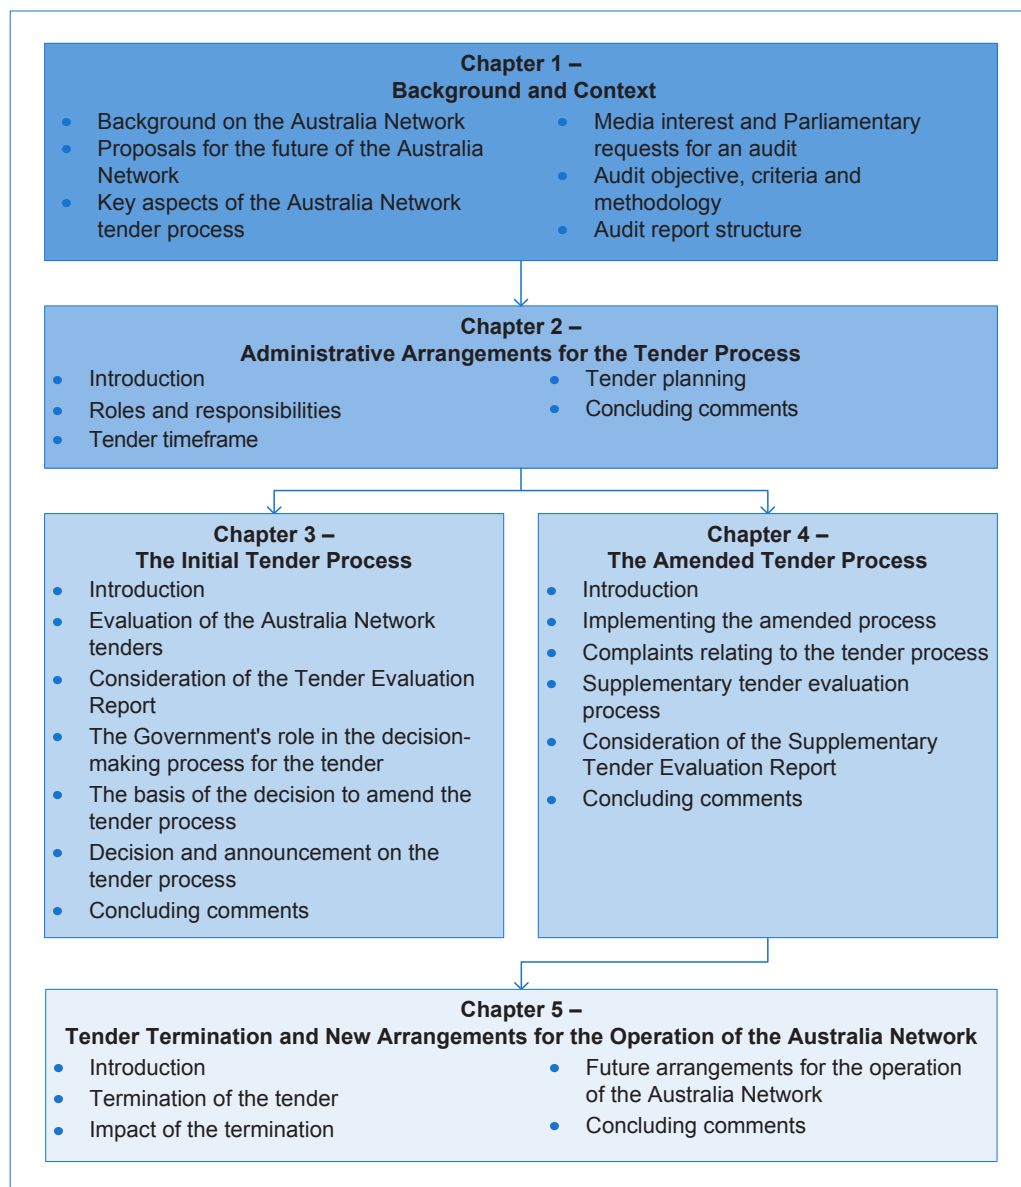 Chapter 1 –
Background and Context
• Background on the Australia Network
• Proposals for the future of the Australia
Network
• Key aspects of the Australia Network
tender process
• Media interest and Parliamentary
requests for an audit
• Audit objective, criteria and
methodology
• Audit report structure
Chapter 2 –
Administrative Arrangements for the Tender Process
• Introduction
• Roles and responsibilities
• Tender timeframe
• Tender planning
• Concluding comments
Chapter 3 –
The Initial Tender Process
• Introduction
• Evaluation of the Australia Network
tenders
• Consideration of the Tender Evaluation
Report
• The Government's role in the decision-
making process for the tender
• The basis of the decision to amend the
tender process
• Decision and announcement on the
tender process
• Concluding comments
Chapter 4 –
The Amended Tender Process
• Introduction
• Implementing the amended process
• Complaints relating to the tender process
• Supplementary tender evaluation
process
• Consideration of the Supplementary
Tender Evaluation Report
• Concluding comments
Chapter 5 –
Tender Termination and New Arrangements for the Operation of the Australia Network
• Introduction
• Termination of the tender
• Impact of the termination
• Future arrangements for the operation
of the Australia Network
• Concluding comments